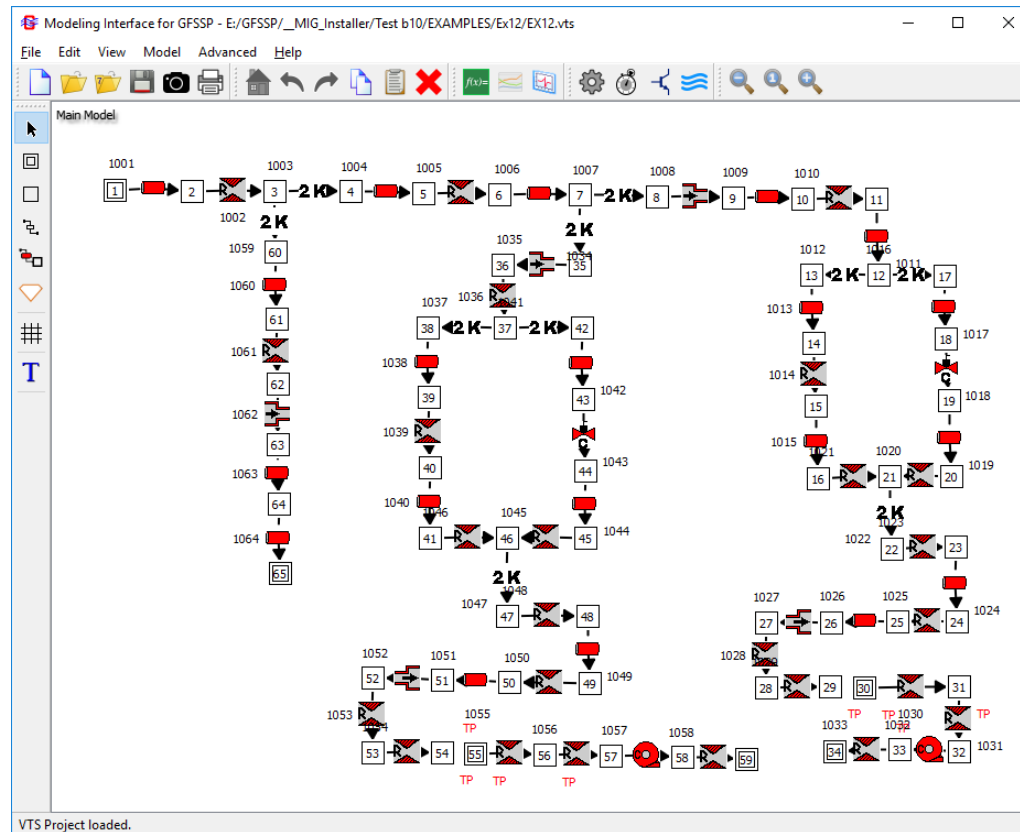 Modeling Interface for GFSSP - E:/GFSSP/__MIG_Installer/Test b10/EXAMPLES/Ex12/EX12.vts
File Edit View Model Advanced Help
7 f(x)= 1
Main Model
T
1001 1003 1004 1005 1006 1007 1008 1009 1010
1 2 R 3 2 K 4 5 R 6 7 2 K 8 9 10 R 11
1002 2 K 2 K
1059 60 1035 36 1034 35 1012 13 2 K 12 1016 1011 2 K 17
1060 1036 R 1041 1013
61 1037 38 2 K 37 2 K 42 14 18 1017
1061 R 1038 1014 R C
62 39 43 1042 15 19 1018
1062 1039 R C 1015 1021
63 40 44 1043 16 R 1020 21 R 20 1019
1063 1040 1046 1045 2 K
64 41 R 46 R 45 1044 1022 22 1023 R 23
1064 2 K
65 1047 47 1048 R 48 1027 27 1026 26 1025 25 R 24 1024
1052 1051 1050 1028 R
52 51 50 R 49 1049 28 R 29 30 R 31
1053 R 1055 TP TP TP 1030 R TP
53 R 54 55 R 1056 56 R 1057 57 1058 58 R 59 1033 34 R 1032 33 32 1031
TP TP TP
VTS Project loaded.